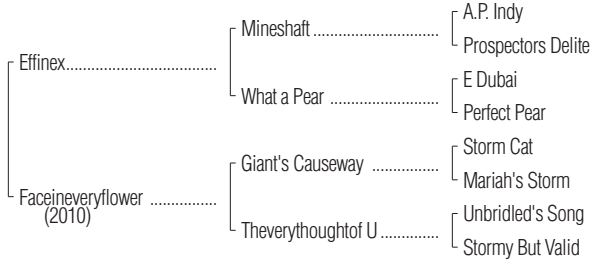 A.P. Indy
Mineshaft ..................................
Prospectors Delite
Effinex.....................................
E Dubai
What a Pear ..........................
Perfect Pear
Storm Cat
Giant's Causeway ................
Mariah's Storm
Faceineveryflower ................
(2010)
Unbridled's Song
Theverythoughtof U..............
Stormy But Valid